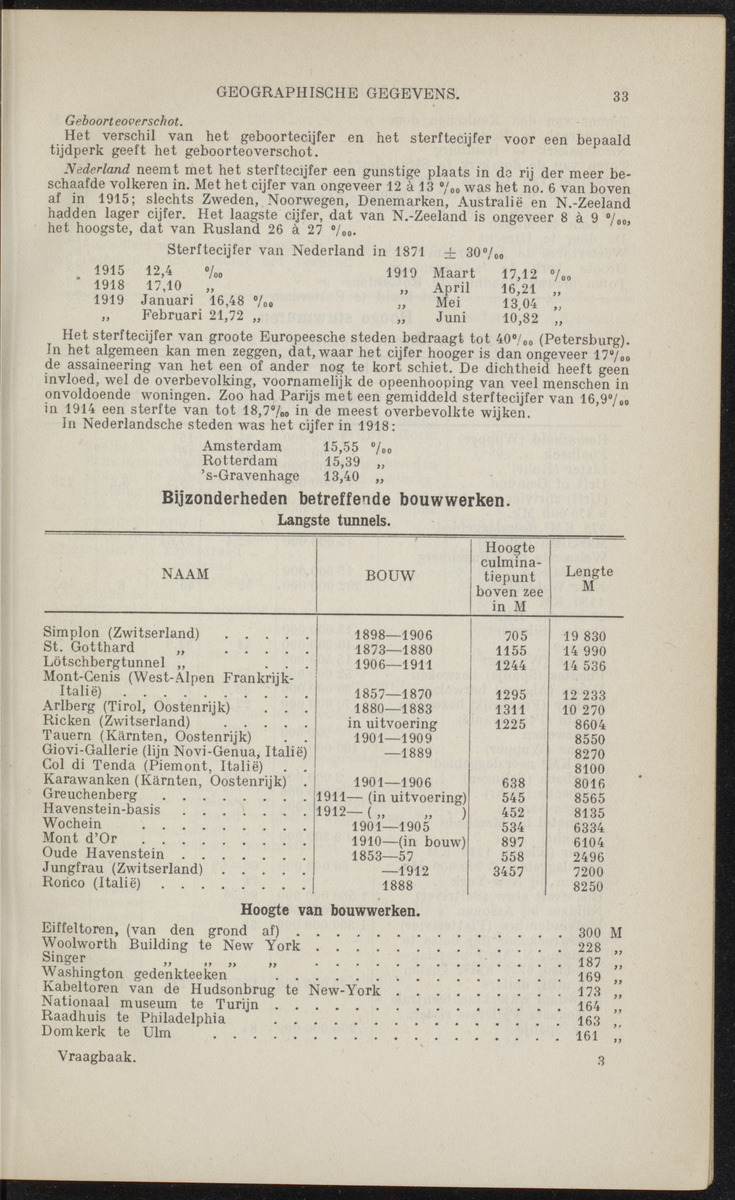 GEOGRAPHISCHE GEGEVENS. 33
Geboorteoverschot.
Het verschil van het geboortecijfer en het sterftecijfer voor een bepaald
tijdperk geeft het geboorteoverschot.
Nederland neemt met het sterftecijfer een gunstige plaats in de rij der meer be-
schaafde volkeren in. Met het cijfer van ongeveer 12 à 13 ‰ was het no. 6 van boven
af in 1915; slechts Zweden, Noorwegen, Denemarken, Australië en N.-Zeeland
hadden lager cijfer. Het laagste cijfer, dat van N.-Zeeland is ongeveer 8 à 9 ‰,
het hoogste, dat van Rusland 26 à 27 ‰.
Sterftecijfer van Nederland in 1871 ± 30‰
1915 12,4 ‰ 1919 Maart 17,12 ‰
1918 17,10 „ „ April 16,21 „
1919 Januari 16,48 ‰ „ Mei 13,04 „
„ Februari 21,72 „ „ Juni 10,82 „
Het sterftecijfer van groote Europeesche steden bedraagt tot 40‰ (Petersburg).
In het algemeen kan men zeggen, dat, waar het cijfer hooger is dan ongeveer 17‰
de assaineering van het een of ander nog te kort schiet. De dichtheid heeft geen
invloed, wel de overbevolking, voornamelijk de opeenhooping van veel menschen in
onvoldoende woningen. Zoo had Parijs met een gemiddeld sterftecijfer van 16,9‰
in 1914 een sterfte van tot 18,7‰ in de meest overbevolkte wijken.
In Nederlandsche steden was het cijfer in 1918:
Amsterdam 15,55 ‰
Rotterdam 15,39 „
's-Gravenhage 13,40 „
Bijzonderheden betreffende bouwwerken.
Langste tunnels.
NAAM BOUW Hoogte culmina- tiepunt boven zee in M Lengte M
Simplon (Zwitserland) . . . . . 1898—1906 705 19 830
St. Gotthard „ . . . . . 1873—1880 1155 14 990
Lötschbergtunnel „ . . . 1906—1911 1244 14 536
Mont-Cenis (West-Alpen Frankrijk-
Italië) . . . . . . . . . . 1857—1870 1295 12 233
Arlberg (Tirol, Oostenrijk) . . . 1880—1883 1311 10 270
Ricken (Zwitserland) . . . . . in uitvoering 1225 8604
Tauern (Kärnten, Oostenrijk) . . 1901—1909 8550
Giovi-Gallerie (lijn Novi-Genua, Italië) —1889 8270
Col di Tenda (Piemont, Italië) . . 8100
Karawanken (Kärnten, Oostenrijk) . 1901—1906 638 8016
Greuchenberg . . . . . . . . 1911— (in uitvoering) 545 8565
Havenstein-basis . . . . . . . 1912— ( „ „ ) 452 8135
Wochein . . . . . . . . . 1901—1905 534 6334
Mont d'Or . . . . . . . . . 1910—(in bouw) 897 6104
Oude Havenstein . . . . . . . 1853—57 558 2496
Jungfrau (Zwitserland) . . . . . —1912 3457 7200
Ronco (Italië) . . . . . . . . 1888 8250
Hoogte van bouwwerken.
Eiffeltoren, (van den grond af) . . . . . . . . . . . . . . 300 M
Woolworth Building te New York . . . . . . . . . . . . . 228 „
Singer „ „ „ „ . . . . . . . . . . . . . 187 „
Washington gedenkteeken . . . . . . . . . . . . . . . 169 „
Kabeltoren van de Hudsonbrug te New-York . . . . . . . . . 173 „
Nationaal museum te Turijn . . . . . . . . . . . . . . . 164 „
Raadhuis te Philadelphia . . . . . . . . . . . . . . . 163 „
Domkerk te Ulm . . . . . . . . . . . . . . . . . 161 „
Vraagbaak. 3